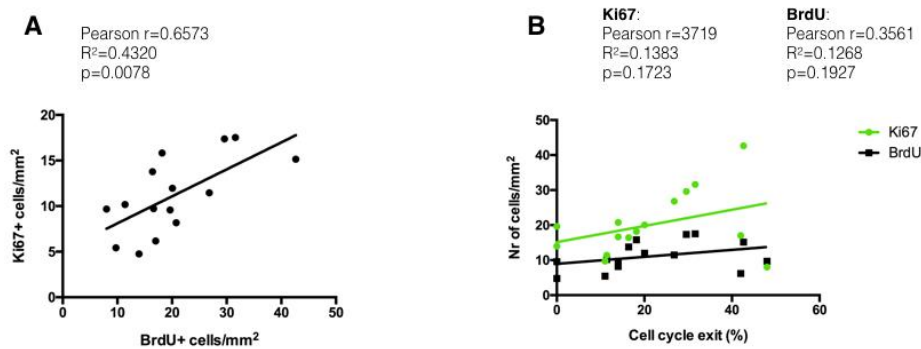 A
Pearson r=0.6573
R²=0.4320
p=0.0078
20
15
10
5
0
Ki67+ cells/mm²
0 10 20 30 40 50
BrdU+ cells/mm²
B
Ki67: BrdU:
Pearson r=3719 Pearson r=0.3561
R²=0.1383 R²=0.1268
p=0.1723 p=0.1927
50
40
30
20
10
0
Nr of cells/mm²
0 20 40 60
Cell cycle exit (%)
Ki67
BrdU